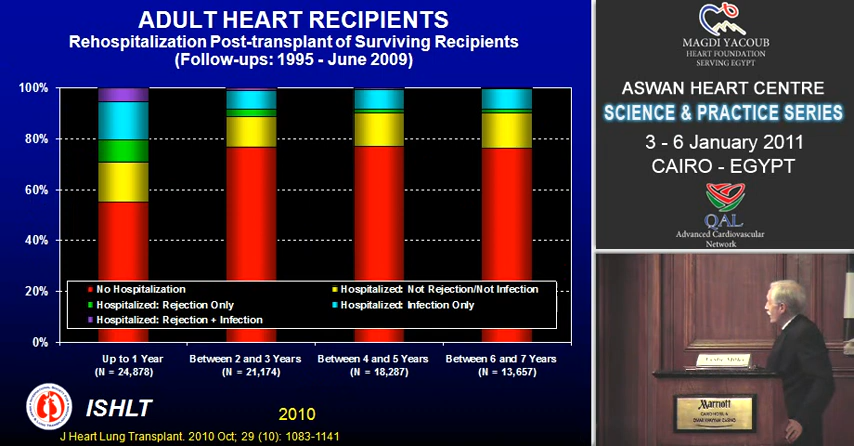 ADULT HEART RECIPIENTS
Rehospitalization Post-transplant of Surviving Recipients
(Follow-ups: 1995 - June 2009)
100%
80%
60%
40%
20%
0%
No Hospitalization
Hospitalized: Not Rejection/Not Infection
Hospitalized: Rejection Only
Hospitalized: Infection Only
Hospitalized: Rejection + Infection
Up to 1 Year
(N = 24,878)
Between 2 and 3 Years
(N = 21,174)
Between 4 and 5 Years
(N = 18,287)
Between 6 and 7 Years
(N = 13,657)
ISHLT
2010
J Heart Lung Transplant. 2010 Oct; 29 (10): 1083-1141
MAGDI YACOUB
HEART FOUNDATION
SERVING EGYPT
ASWAN HEART CENTRE
SCIENCE & PRACTICE SERIES
3 - 6 January 2011
CAIRO - EGYPT
QAL
Advanced Cardiovascular
Network
Marriott